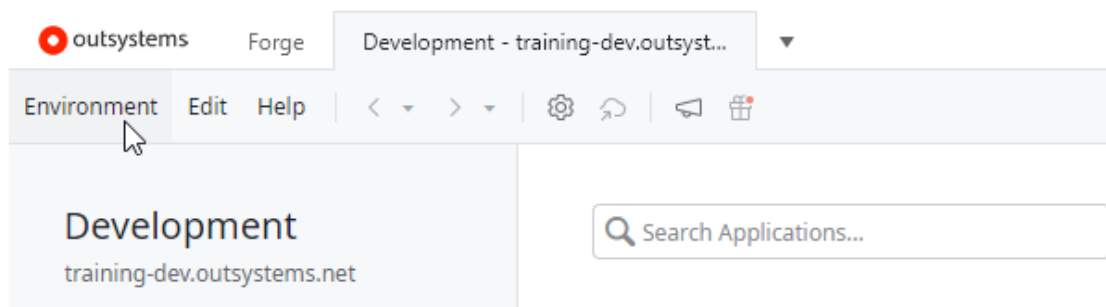 outsystems Forge Development - training-dev.outsyst...
Environment Edit Help
Development
Search Applications...
training-dev.outsystems.net